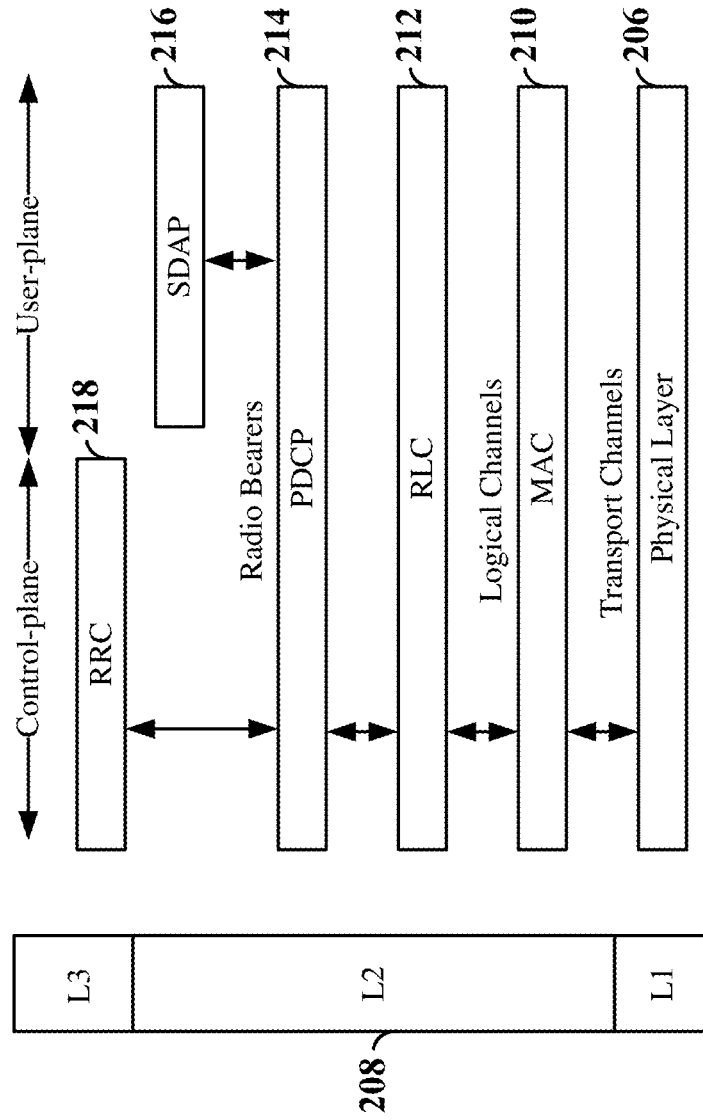 Control-plane
User-plane
L3
RRC
218
216
SDAP
Radio Bearers
214
PDCP
L2
208
212
RLC
Logical Channels
210
MAC
Transport Channels
206
Physical Layer
L1